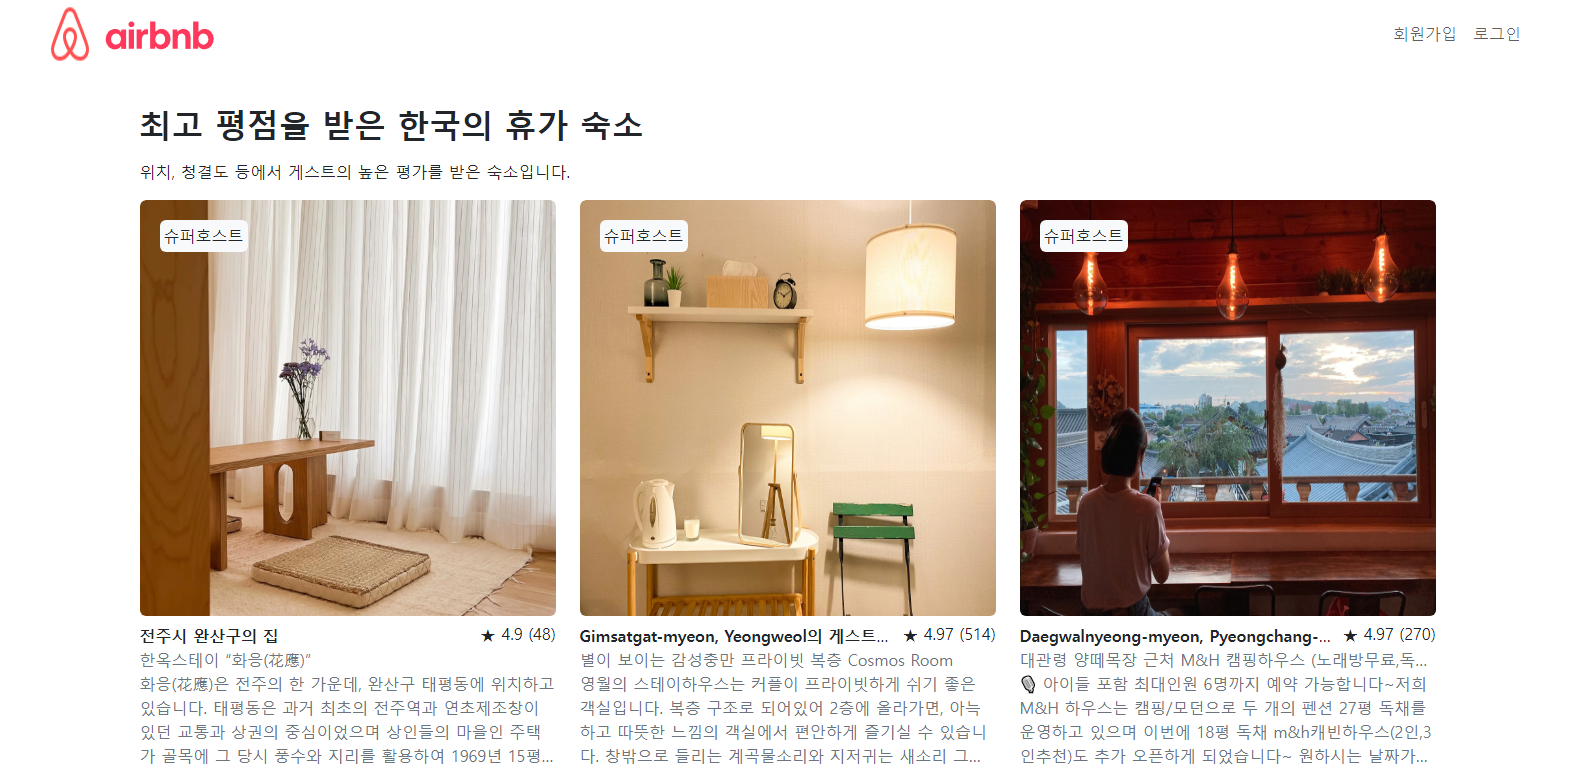 airbnb
회원가입 로그인
최고 평점을 받은 한국의 휴가 숙소
위치, 청결도 등에서 게스트의 높은 평가를 받은 숙소입니다.
슈퍼호스트
전주시 완산구의 집 ★ 4.9 (48)
한옥스테이 “화응(花應)”
화응(花應)은 전주의 한 가운데, 완산구 태평동에 위치하고
있습니다. 태평동은 과거 최초의 전주역과 연초제조창이
있던 교통과 상권의 중심이었으며 상인들의 마을인 주택
가 골목에 그 당시 풍수와 지리를 활용하여 1969년 15평...
슈퍼호스트
Gimsatgat-myeon, Yeongweol의 게스트... ★ 4.97 (514)
별이 보이는 감성충만 프라이빗 복층 Cosmos Room
영월의 스테이하우스는 커플이 프라이빗하게 쉬기 좋은
객실입니다. 복층 구조로 되어있어 2층에 올라가면, 아늑
하고 따뜻한 느낌의 객실에서 편안하게 즐기실 수 있습니
다. 창밖으로 들리는 계곡물소리와 지저귀는 새소리 그...
슈퍼호스트
Daegwalnyeong-myeon, Pyeongchang-... ★ 4.97 (270)
대관령 양떼목장 근처 M&H 캠핑하우스 (노래방무료,독...
🎙 아이들 포함 최대인원 6명까지 예약 가능합니다~저희
M&H 하우스는 캠핑/모던으로 두 개의 펜션 27평 독채를
운영하고 있으며 이번에 18평 독채 m&h캐빈하우스(2인,3
인추천)도 추가 오픈하게 되었습니다~ 원하시는 날짜가...